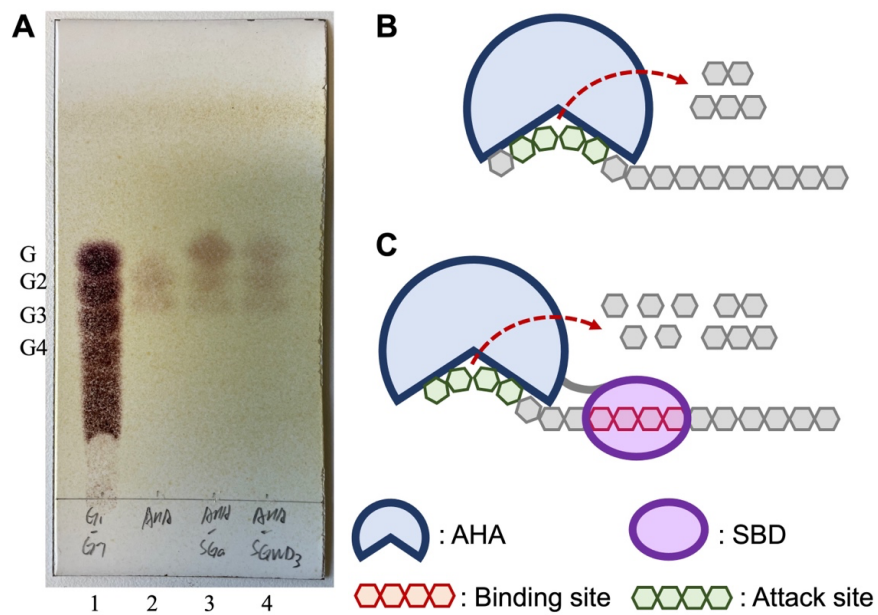 A
G
G2
G3
G4
G1 - G7
AHA
AHA - SGa
AHA - SGWD3
1 2 3 4
B
C
: AHA
: SBD
: Binding site
: Attack site